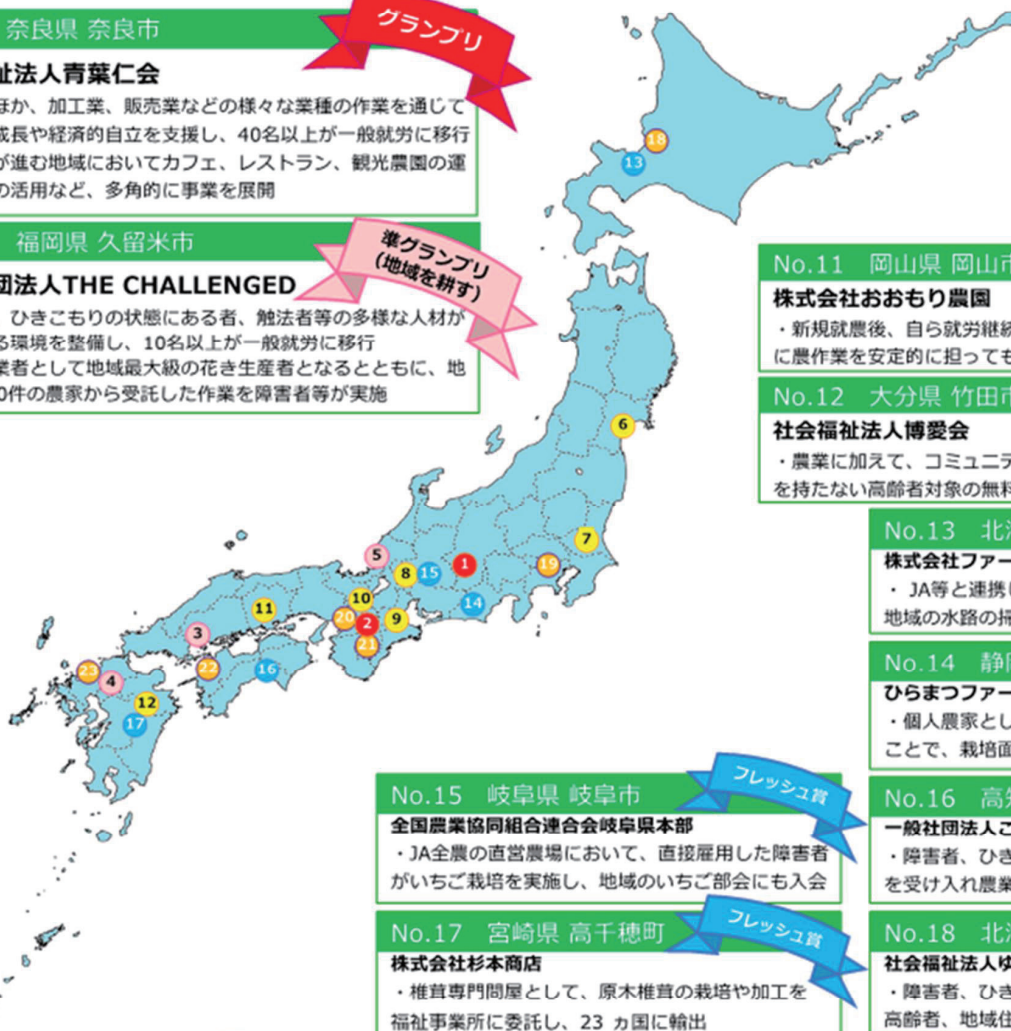 奈良県 奈良市
グランプリ
祉法人青葉仁会
ほか、加工業、販売業などの様々な業種の作業を通じて
成長や経済的自立を支援し、40名以上が一般就労に移行
が進む地域においてカフェ、レストラン、観光農園の運
の活用など、多角的に事業を展開
福岡県 久留米市
準グランプリ
(地域を耕す)
団法人THE CHALLENGED
、ひきこもりの状態にある者、触法者等の多様な人材が
る環境を整備し、10名以上が一般就労に移行
業者として地域最大級の花き生産者となるとともに、地
0件の農家から受託した作業を障害者等が実施
18
13
6
7
5
8
15
1
19
14
10
11
20
2
9
3
21
23
4
22
16
12
17
No.11 岡山県 岡山市
株式会社おおもり農園
・新規就農後、自ら就労継続
に農作業を安定的に担っても
No.12 大分県 竹田市
社会福祉法人博愛会
・農業に加えて、コミュニテ
を持たない高齢者対象の無料
No.13 北海
株式会社ファー
・ JA等と連携し
地域の水路の掃
No.14 静岡
ひらまつファー
・個人農家とし
ことで、栽培面
No.15 岐阜県 岐阜市
フレッシュ賞
全国農業協同組合連合会岐阜県本部
・JA全農の直営農場において、直接雇用した障害者
がいちご栽培を実施し、地域のいちご部会にも入会
No.16 高知
一般社団法人こ
・障害者、ひき
を受け入れ農業
No.17 宮崎県 高千穂町
フレッシュ賞
株式会社杉本商店
・椎茸専門問屋として、原木椎茸の栽培や加工を
福祉事業所に委託し、23 ヵ国に輸出
No.18 北海
社会福祉法人ゆ
・障害者、ひき
高齢者、地域住